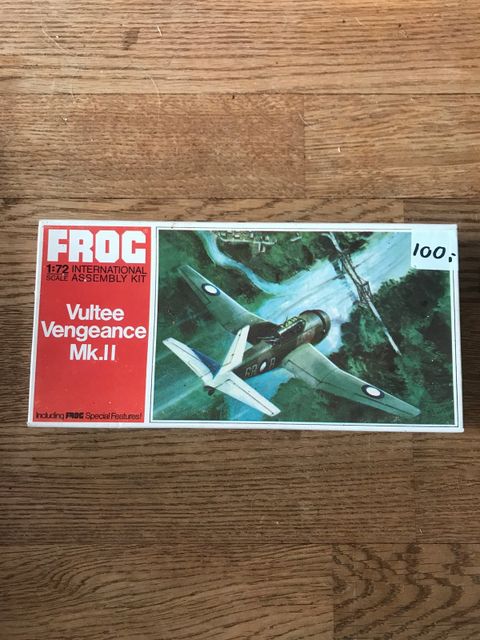 FROG
1:72 INTERNATIONAL
SCALE ASSEMBLY KIT
Vultee
Vengeance
Mk.II
Including FROG Special Features!
100,-